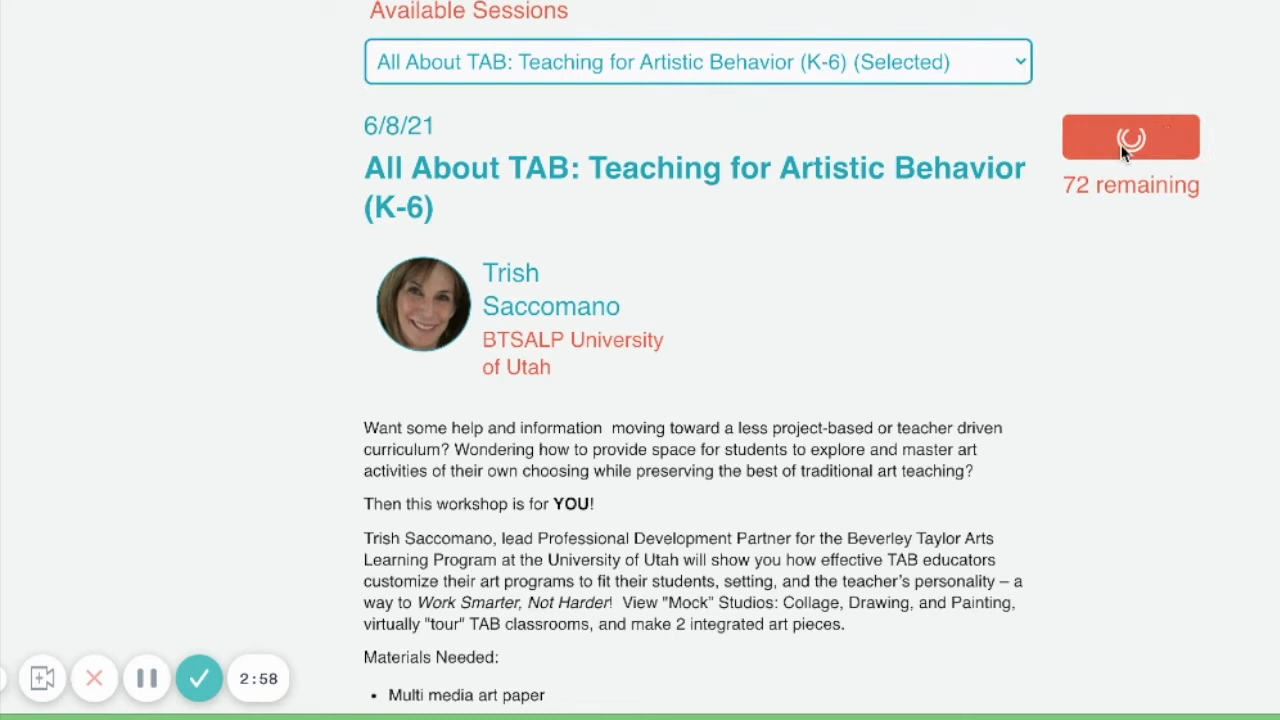 Available Sessions
All About TAB: Teaching for Artistic Behavior (K-6) (Selected)
6/8/21
All About TAB: Teaching for Artistic Behavior
(K-6)
72 remaining
Trish
Saccomano
BTSALP University
of Utah
Want some help and information  moving toward a less project-based or teacher driven
curriculum? Wondering how to provide space for students to explore and master art
activities of their own choosing while preserving the best of traditional art teaching?
Then this workshop is for YOU!
Trish Saccomano, lead Professional Development Partner for the Beverley Taylor Arts
Learning Program at the University of Utah will show you how effective TAB educators
customize their art programs to fit their students, setting, and the teacher’s personality – a
way to Work Smarter, Not Harder!  View "Mock” Studios: Collage, Drawing, and Painting,
virtually "tour" TAB classrooms, and make 2 integrated art pieces.
Materials Needed:
2:58
• Multi media art paper